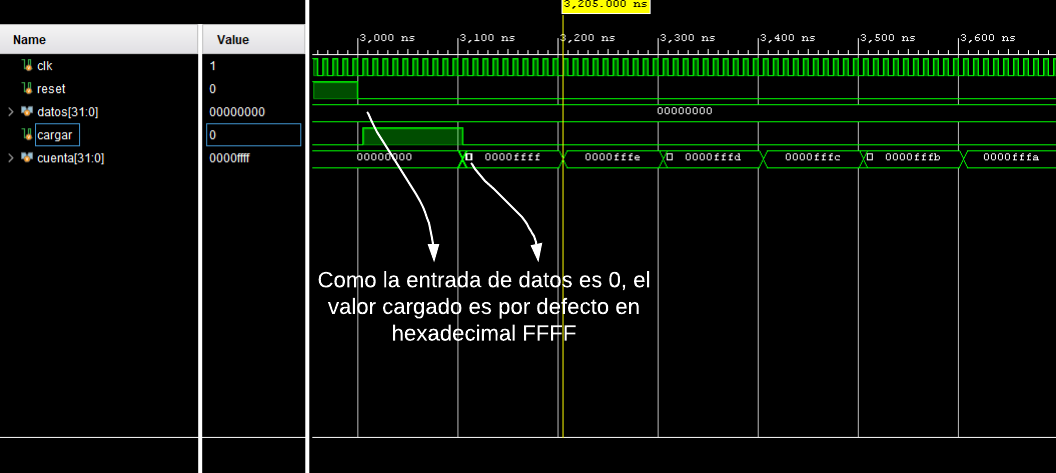 3,205.000 ns
Name Value 3,000 ns 3,100 ns 3,200 ns 3,300 ns 3,400 ns 3,500 ns 3,600 ns
clk 1
reset 0
datos[31:0] 00000000 00000000
cargar 0
cuenta[31:0] 0000ffff 00000000 0000ffff 0000fffe 0000fffd 0000fffc 0000fffb 0000fffa
Como la entrada de datos es 0, el
valor cargado es por defecto en
hexadecimal FFFF